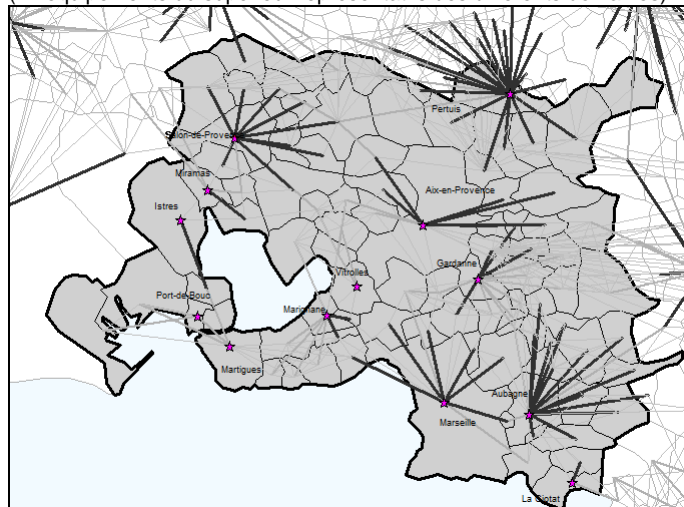 Pertuis
Salon-de-Provence
Miramas
Aix-en-Provence
Istres
Gardanne
Vitrolles
Port-de-Bouc
Marignane
Martigues
Aubagne
Marseille
La Ciotat